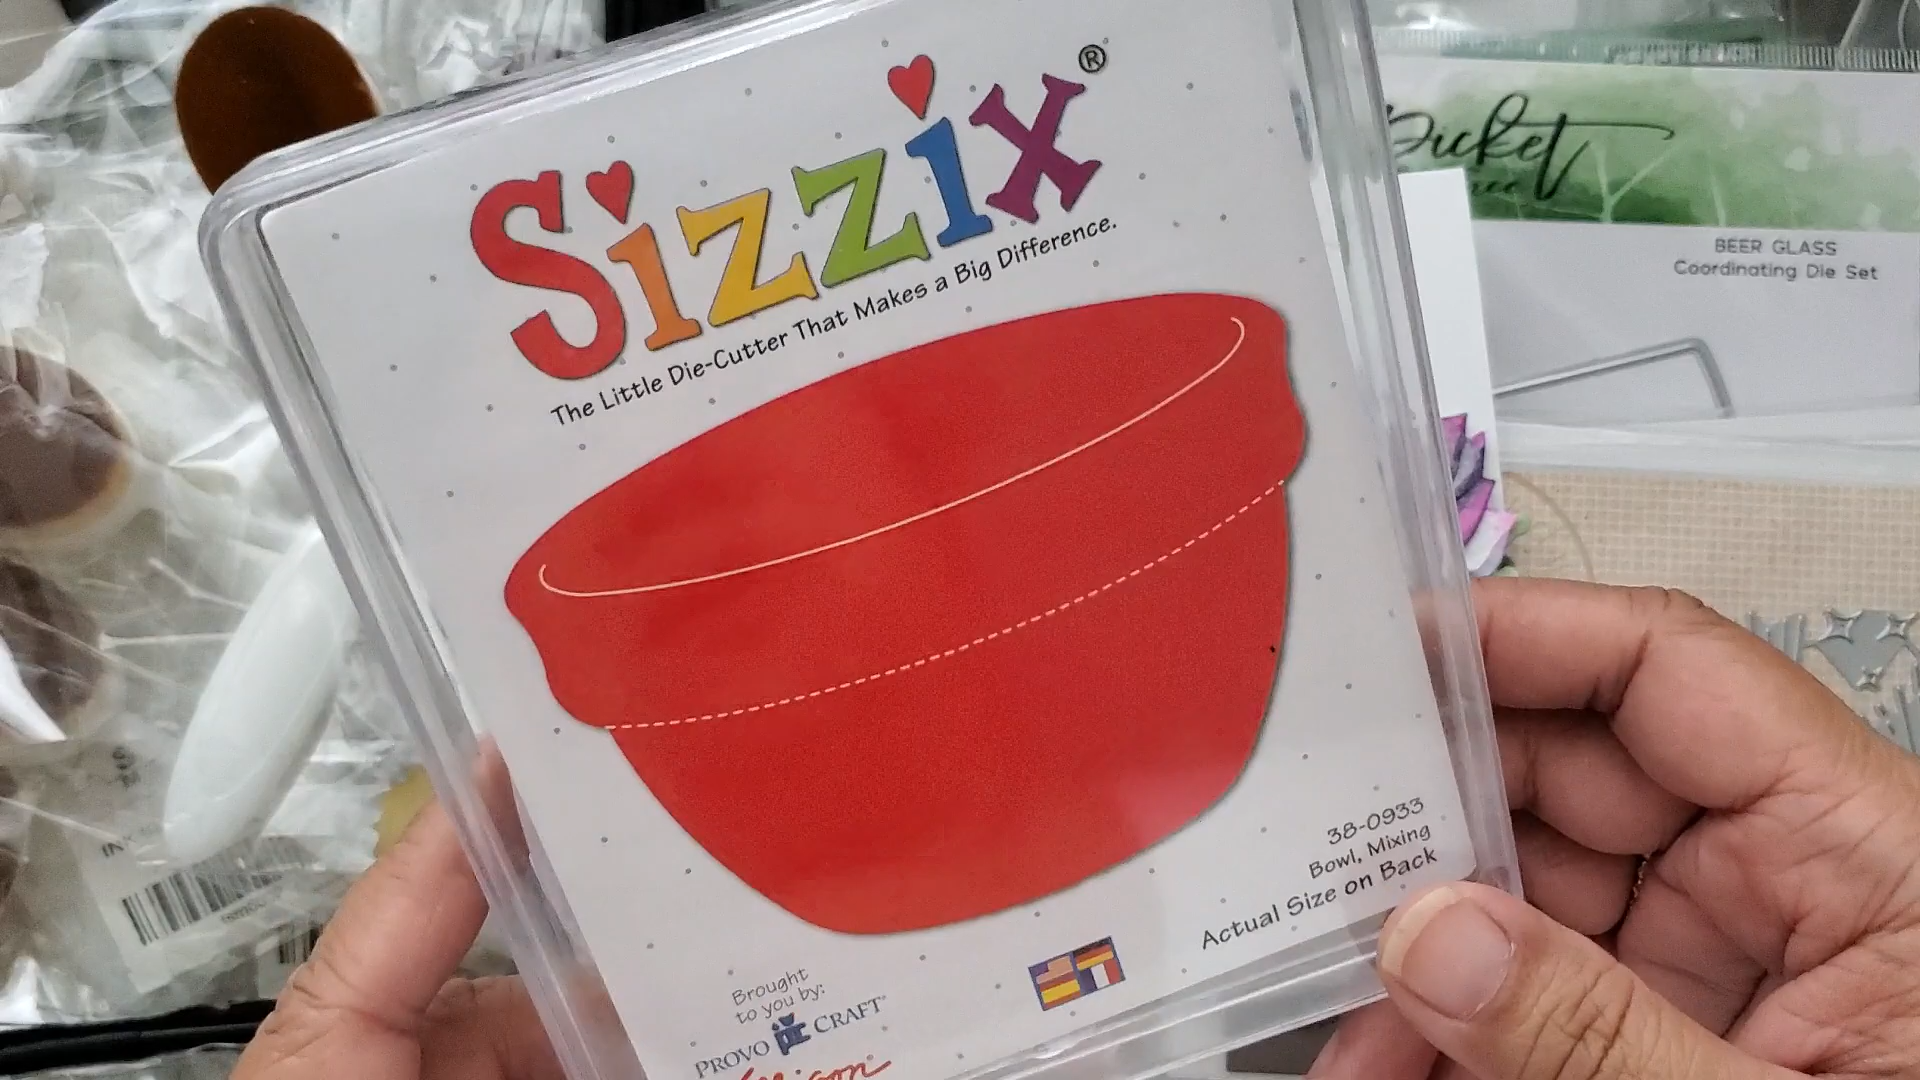 Sizzix®
The Little Die-Cutter That Makes a Big Difference.
38-0933
Bowl, Mixing
Actual Size on Back
Brought
to you by:
PROVO CRAFT
Picket
BEER GLASS
Coordinating Die Set